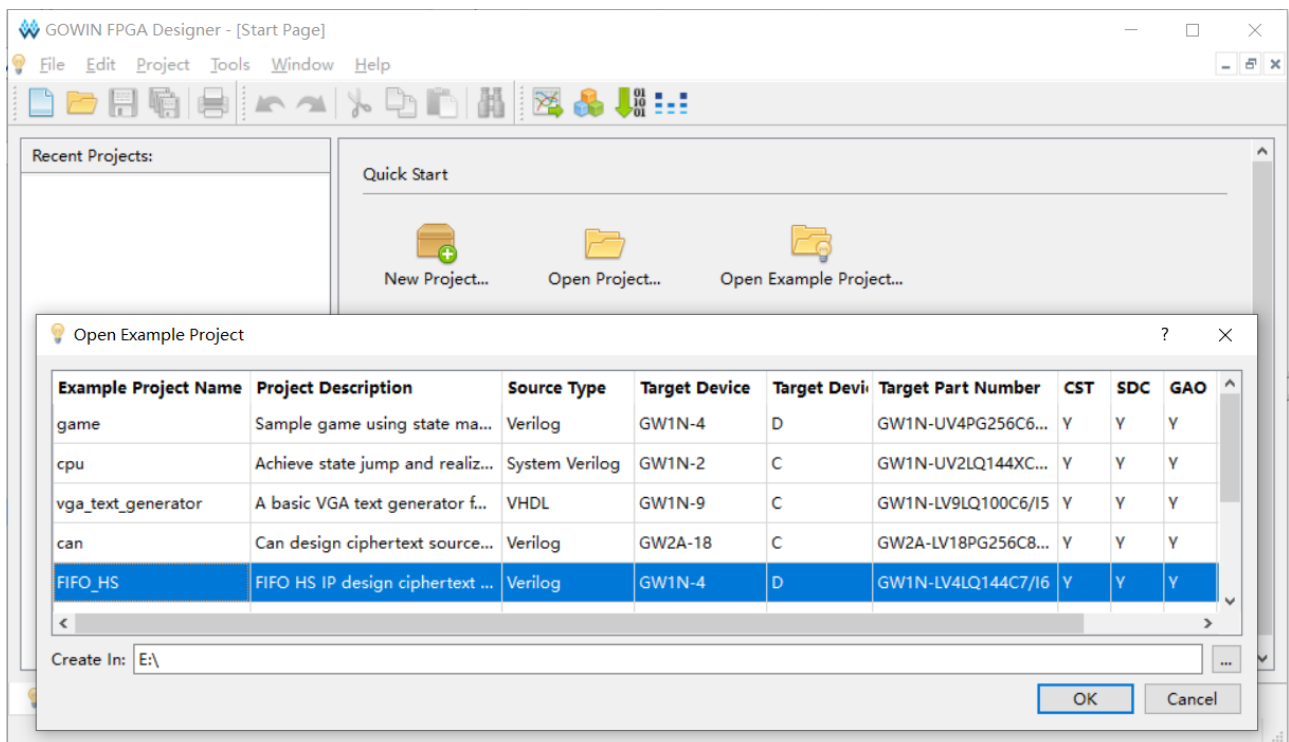 GOWIN FPGA Designer - [Start Page]
File Edit Project Tools Window Help
01
10
01
Recent Projects:
Quick Start
New Project... Open Project... Open Example Project...
Open Example Project
Example Project Name Project Description Source Type Target Device Target Devi Target Part Number CST SDC GAO
game Sample game using state ma... Verilog GW1N-4 D GW1N-UV4PG256C6... Y Y Y
cpu Achieve state jump and realiz... System Verilog GW1N-2 C GW1N-UV2LQ144XC... Y Y Y
vga_text_generator A basic VGA text generator f... VHDL GW1N-9 C GW1N-LV9LQ100C6/I5 Y Y Y
can Can design ciphertext source... Verilog GW2A-18 C GW2A-LV18PG256C8... Y Y Y
FIFO_HS FIFO HS IP design ciphertext ... Verilog GW1N-4 D GW1N-LV4LQ144C7/I6 Y Y Y
Create In: E:\ ...
OK Cancel